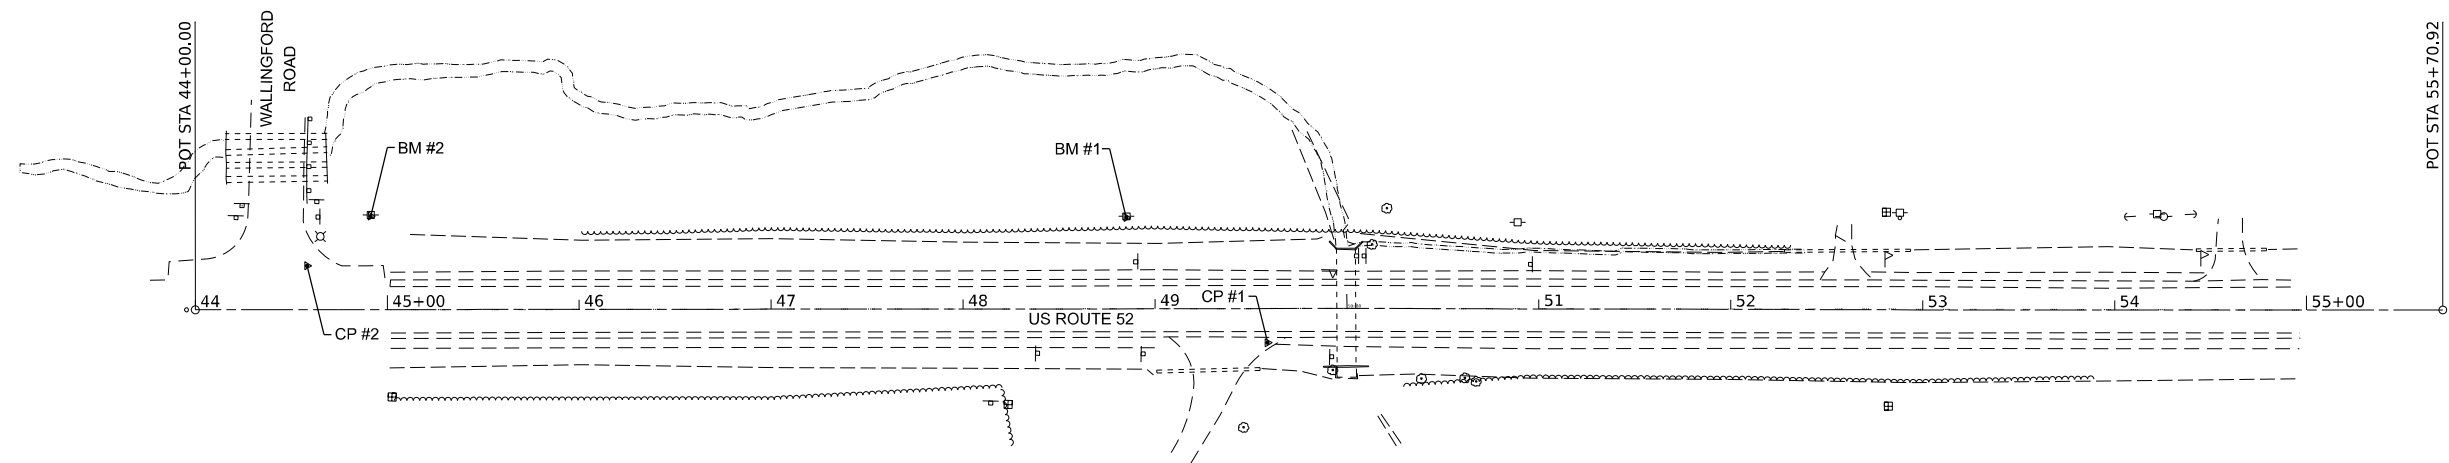 POT STA 44+00.00
WALLINGFORD
ROAD
BM #2
BM #1
POT STA 55+70.92
44
45+00
46
47
48
49
CP #1
51
52
53
54
55+00
US ROUTE 52
CP #2